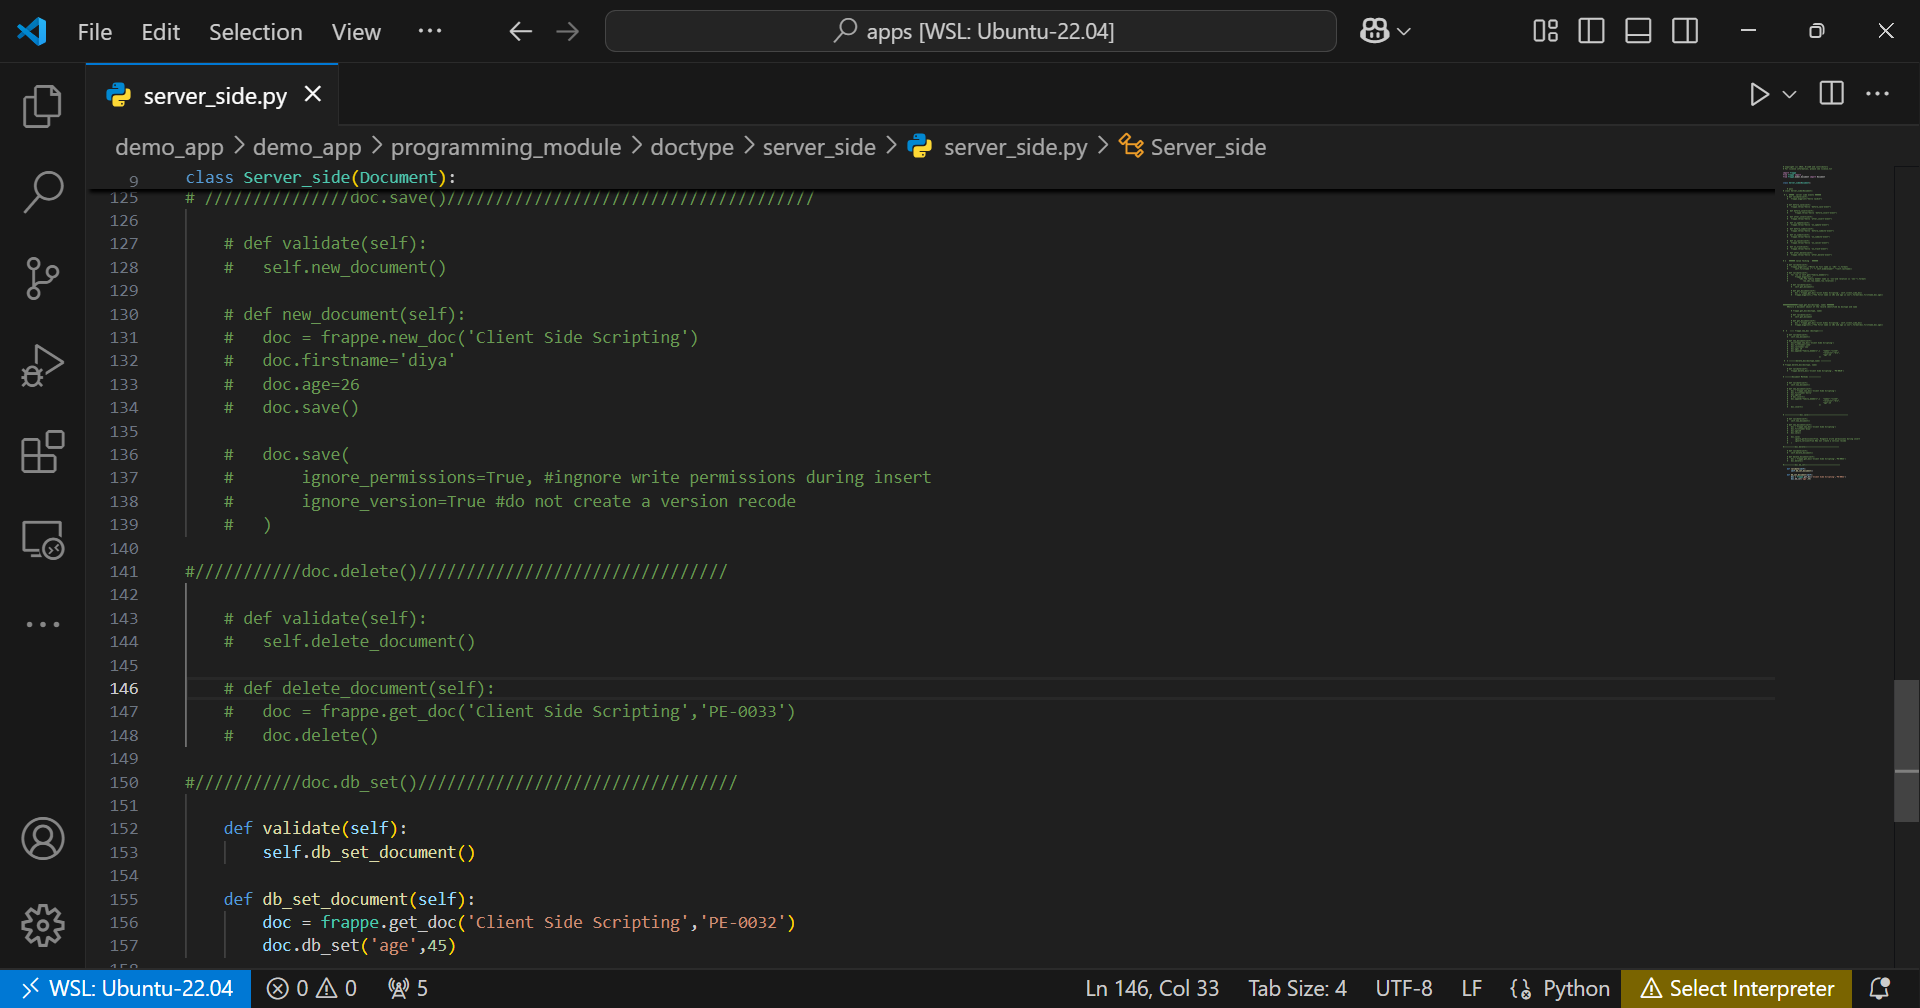 File Edit Selection View ··· apps [WSL: Ubuntu-22.04]
server_side.py
demo_app > demo_app > programming_module > doctype > server_side > server_side.py > Server_side
9 class Server_side(Document):
125 # ///////////////doc.save()//////////////////////////////////////
126
127 # def validate(self):
128 #   self.new_document()
129
130 # def new_document(self):
131 #   doc = frappe.new_doc('Client Side Scripting')
132 #   doc.firstname='diya'
133 #   doc.age=26
134 #   doc.save()
135
136 #   doc.save(
137 #       ignore_permissions=True, #ingnore write permissions during insert
138 #       ignore_version=True #do not create a version recode
139 #   )
140
141 #///////////doc.delete()////////////////////////////////
142
143 # def validate(self):
144 #   self.delete_document()
145
146 # def delete_document(self):
147 #   doc = frappe.get_doc('Client Side Scripting','PE-0033')
148 #   doc.delete()
149
150 #///////////doc.db_set()/////////////////////////////////
151
152 def validate(self):
153 self.db_set_document()
154
155 def db_set_document(self):
156 doc = frappe.get_doc('Client Side Scripting','PE-0032')
157 doc.db_set('age',45)
WSL: Ubuntu-22.04 0 0 5 Ln 146, Col 33 Tab Size: 4 UTF-8 LF Python Select Interpreter